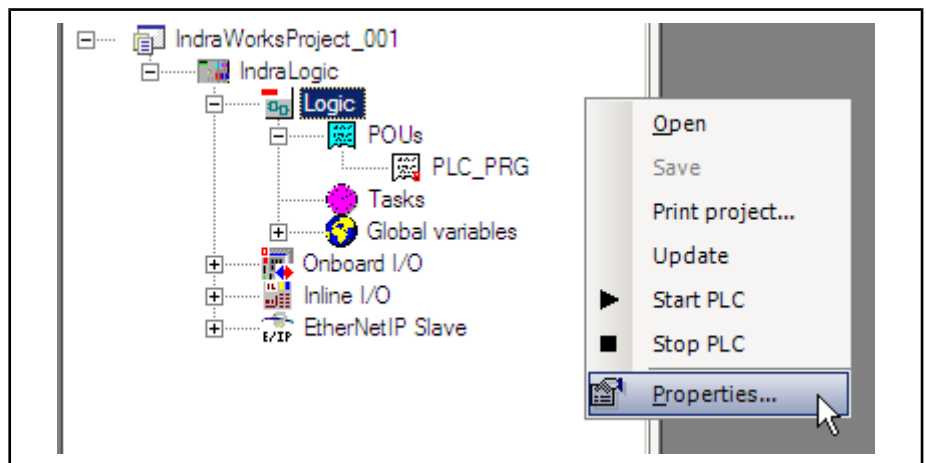 IndraWorksProject_001
IndraLogic
Logic
POUs
PLC_PRG
Tasks
Global variables
Onboard I/O
Inline I/O
E/IP EtherNetIP Slave
Open
Save
Print project...
Update
Start PLC
Stop PLC
Properties...